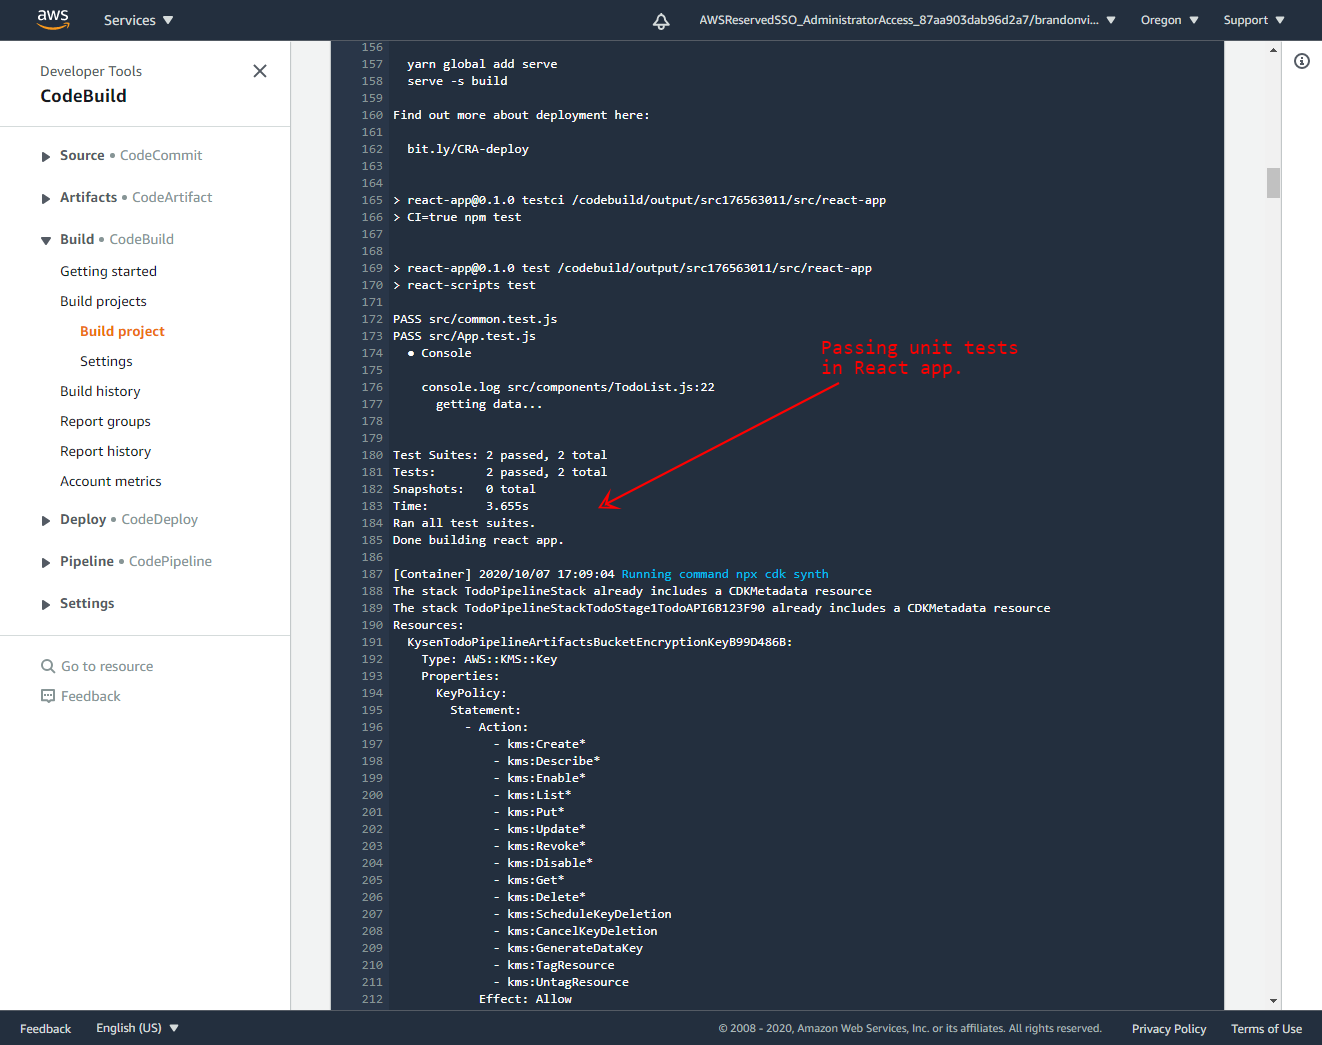 aws
Services
AWSReservedSSO_AdministratorAccess_87aa903dab96d2a7/brandonvi...
Oregon
Support
Developer Tools
CodeBuild
Source • CodeCommit
Artifacts • CodeArtifact
Build • CodeBuild
Getting started
Build projects
Build project
Settings
Build history
Report groups
Report history
Account metrics
Deploy • CodeDeploy
Pipeline • CodePipeline
Settings
Go to resource
Feedback
156
157 yarn global add serve
158 serve -s build
159
160 Find out more about deployment here:
161
162 bit.ly/CRA-deploy
163
164
165 > react-app@0.1.0 testci /codebuild/output/src176563011/src/react-app
166 > CI=true npm test
167
168
169 > react-app@0.1.0 test /codebuild/output/src176563011/src/react-app
170 > react-scripts test
171
172 PASS src/common.test.js
173 PASS src/App.test.js
174 • Console
175
176 console.log src/components/TodoList.js:22
177 getting data...
178
179
180 Test Suites: 2 passed, 2 total
181 Tests: 2 passed, 2 total
182 Snapshots: 0 total
183 Time: 3.655s
184 Ran all test suites.
185 Done building react app.
186
187 [Container] 2020/10/07 17:09:04 Running command npx cdk synth
188 The stack TodoPipelineStack already includes a CDKMetadata resource
189 The stack TodoPipelineStackTodoStage1TodoAPI6B123F90 already includes a CDKMetadata resource
190 Resources:
191 KysenTodoPipelineArtifactsBucketEncryptionKeyB99D486B:
192 Type: AWS::KMS::Key
193 Properties:
194 KeyPolicy:
195 Statement:
196 - Action:
197 - kms:Create*
198 - kms:Describe*
199 - kms:Enable*
200 - kms:List*
201 - kms:Put*
202 - kms:Update*
203 - kms:Revoke*
204 - kms:Disable*
205 - kms:Get*
206 - kms:Delete*
207 - kms:ScheduleKeyDeletion
208 - kms:CancelKeyDeletion
209 - kms:GenerateDataKey
210 - kms:TagResource
211 - kms:UntagResource
212 Effect: Allow
Passing unit tests
in React app.
Feedback
English (US)
© 2008 - 2020, Amazon Web Services, Inc. or its affiliates. All rights reserved.
Privacy Policy
Terms of Use